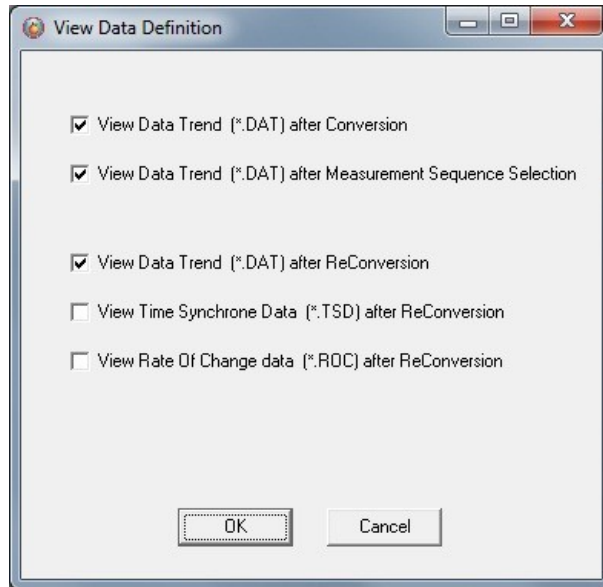 View Data Definition
View Data Trend (*.DAT) after Conversion
View Data Trend (*.DAT) after Measurement Sequence Selection
View Data Trend (*.DAT) after ReConversion
View Time Synchrone Data (*.TSD) after ReConversion
View Rate Of Change data (*.ROC) after ReConversion
OK
Cancel